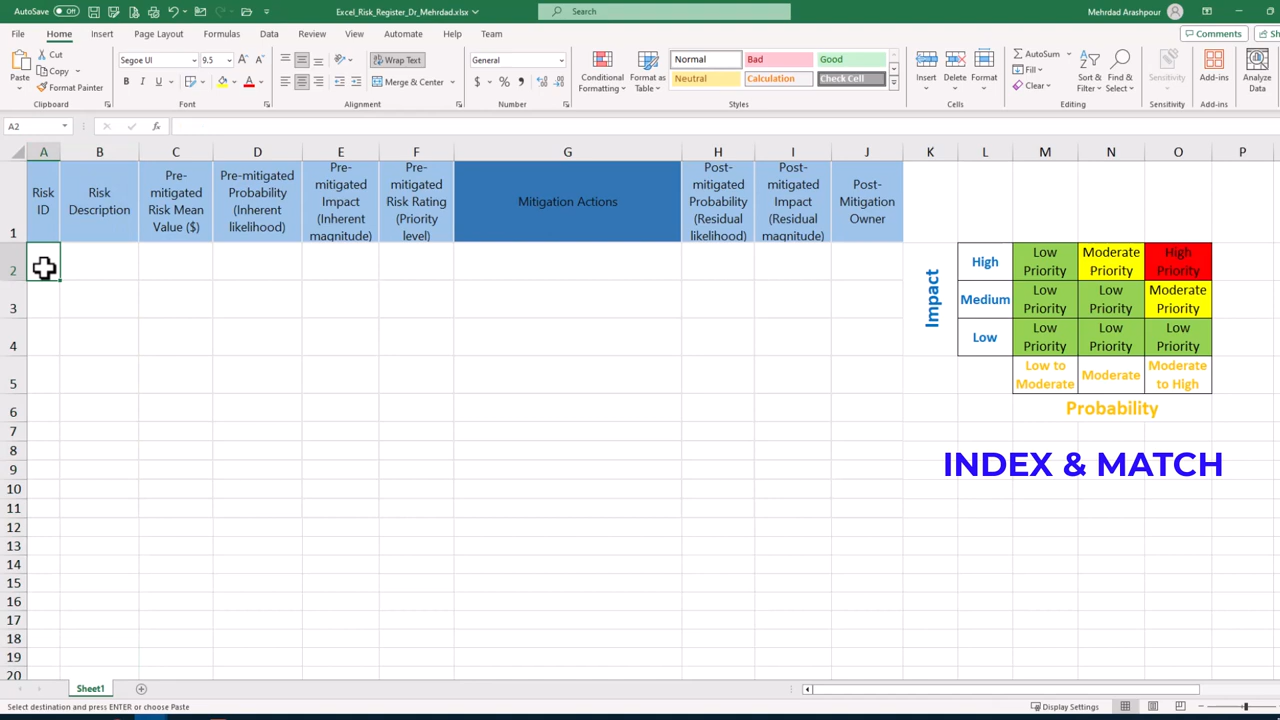 AutoSave Off
Excel_Risk_Register_Dr_Mehrdad.xlsx
Search
Mehrdad Arashpour
File Home Insert Page Layout Formulas Data Review View Automate Help Team
Comments
Paste
Cut
Copy
Format Painter
Clipboard
Segoe UI 9.5
B I U
Font
Wrap Text
Merge & Center
Alignment
General
$ %
Number
Conditional
Formatting
Format as
Table
Normal Bad Good
Neutral Calculation Check Cell
Styles
Insert Delete Format
Cells
AutoSum
Fill
Clear
Sort &
Filter
Find &
Select
Editing
Sensitivity
Sensitivity
Add-ins
Add-ins
Analyze
Data
A2
fx
A B C D E F G H I J K L M N O P
1
Risk
ID
Risk
Description
Pre-
mitigated
Risk Mean
Value ($)
Pre-mitigated
Probability
(Inherent
likelihood)
Pre-
mitigated
Impact
(Inherent
magnitude)
Pre-
mitigated
Risk Rating
(Priority
level)
Mitigation Actions
Post-
mitigated
Probability
(Residual
likelihood)
Post-
mitigated
Impact
(Residual
magnitude)
Post-
Mitigation
Owner
2
3
4
5
6
7
8
9
10
11
12
13
14
15
16
17
18
19
20
Impact
High
Low
Priority
Moderate
Priority
High
Priority
Medium
Low
Priority
Low
Priority
Moderate
Priority
Low
Low
Priority
Low
Priority
Low
Priority
Low to
Moderate
Moderate
Moderate
to High
Probability
INDEX & MATCH
Sheet1
Select destination and press ENTER or choose Paste
Display Settings